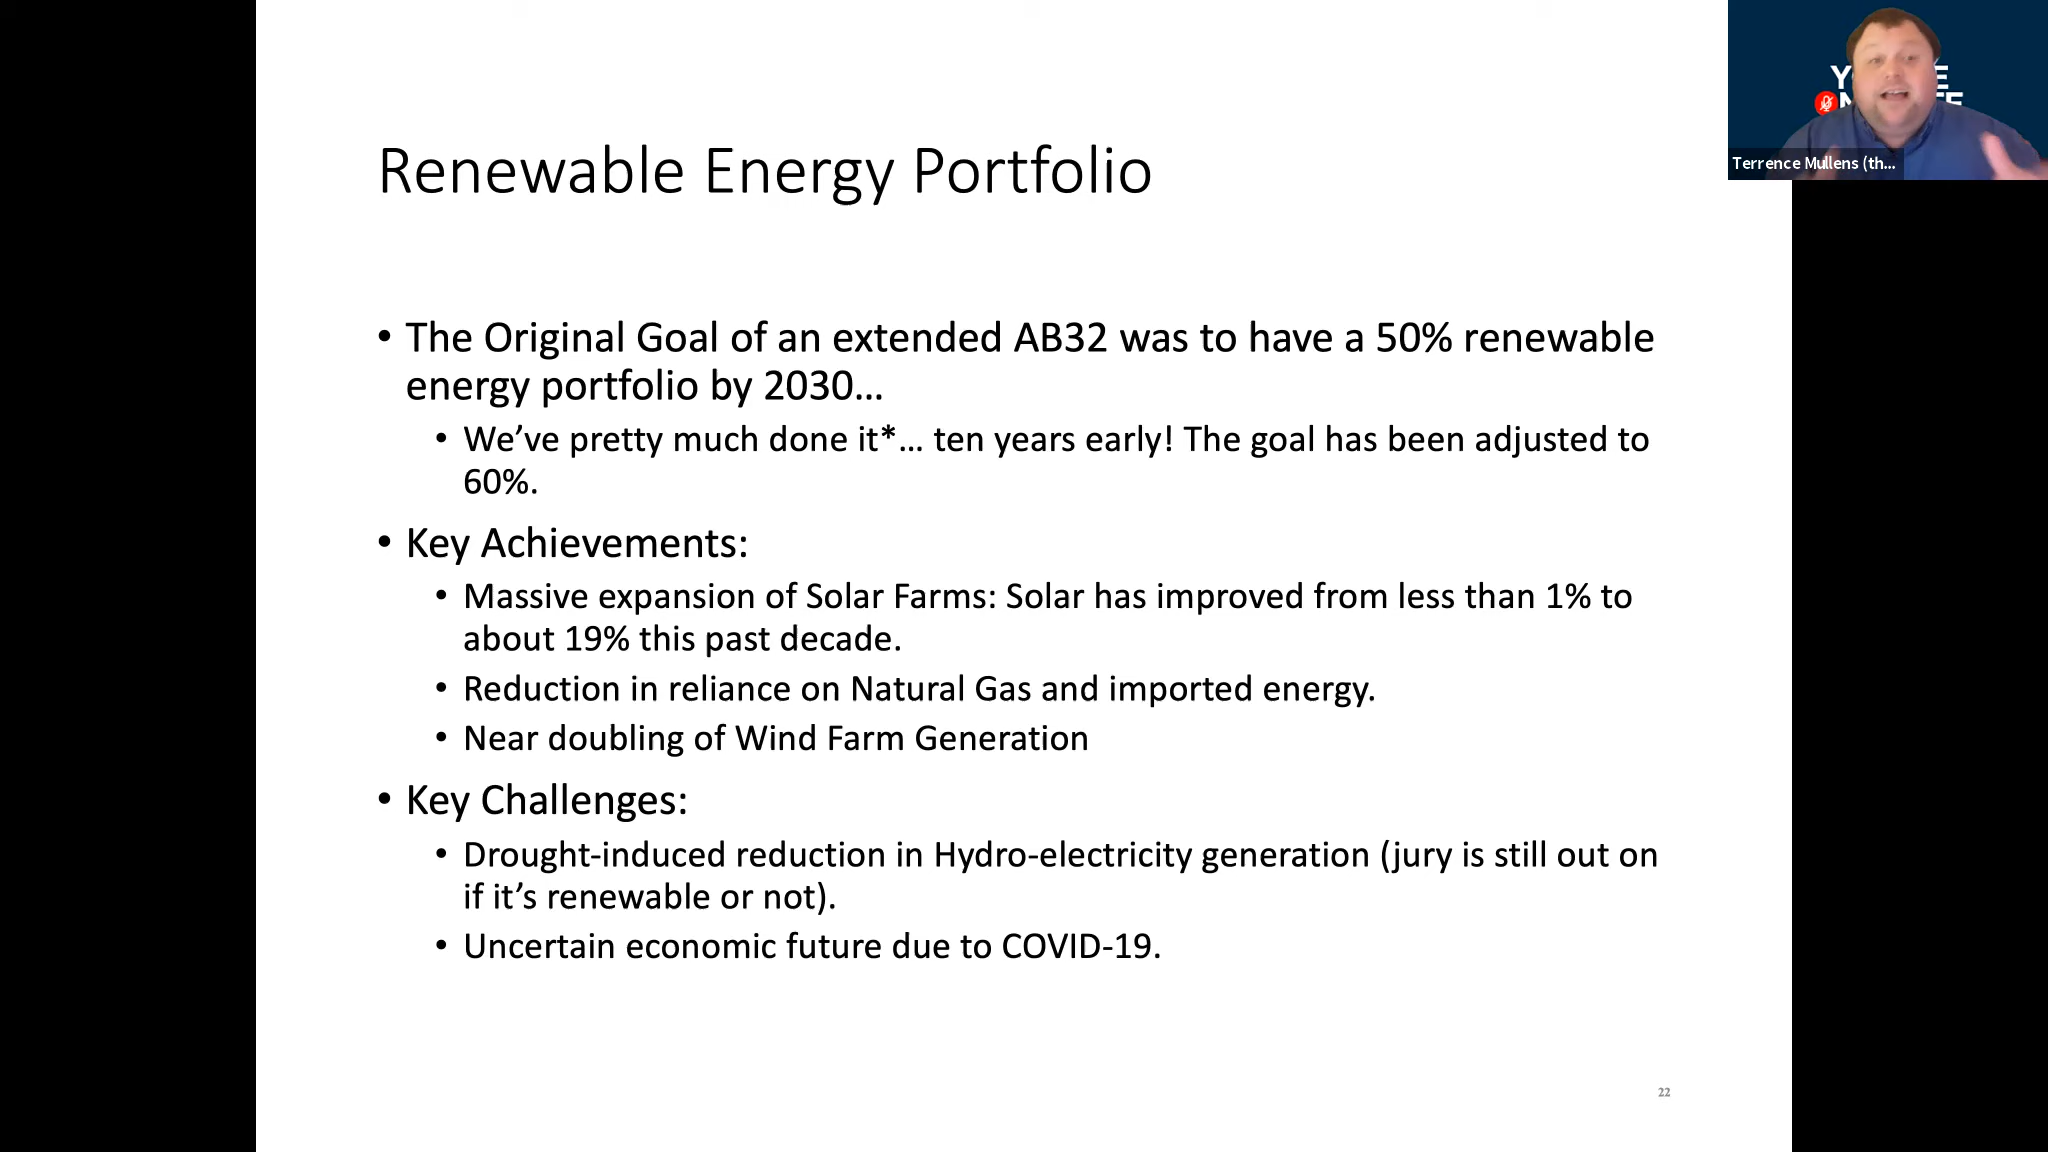 Renewable Energy Portfolio
• The Original Goal of an extended AB32 was to have a 50% renewable
energy portfolio by 2030…
• We’ve pretty much done it*… ten years early! The goal has been adjusted to
60%.
• Key Achievements:
• Massive expansion of Solar Farms: Solar has improved from less than 1% to
about 19% this past decade.
• Reduction in reliance on Natural Gas and imported energy.
• Near doubling of Wind Farm Generation
• Key Challenges:
• Drought-induced reduction in Hydro-electricity generation (jury is still out on
if it’s renewable or not).
• Uncertain economic future due to COVID-19.
22
Terrence Mullens (th...